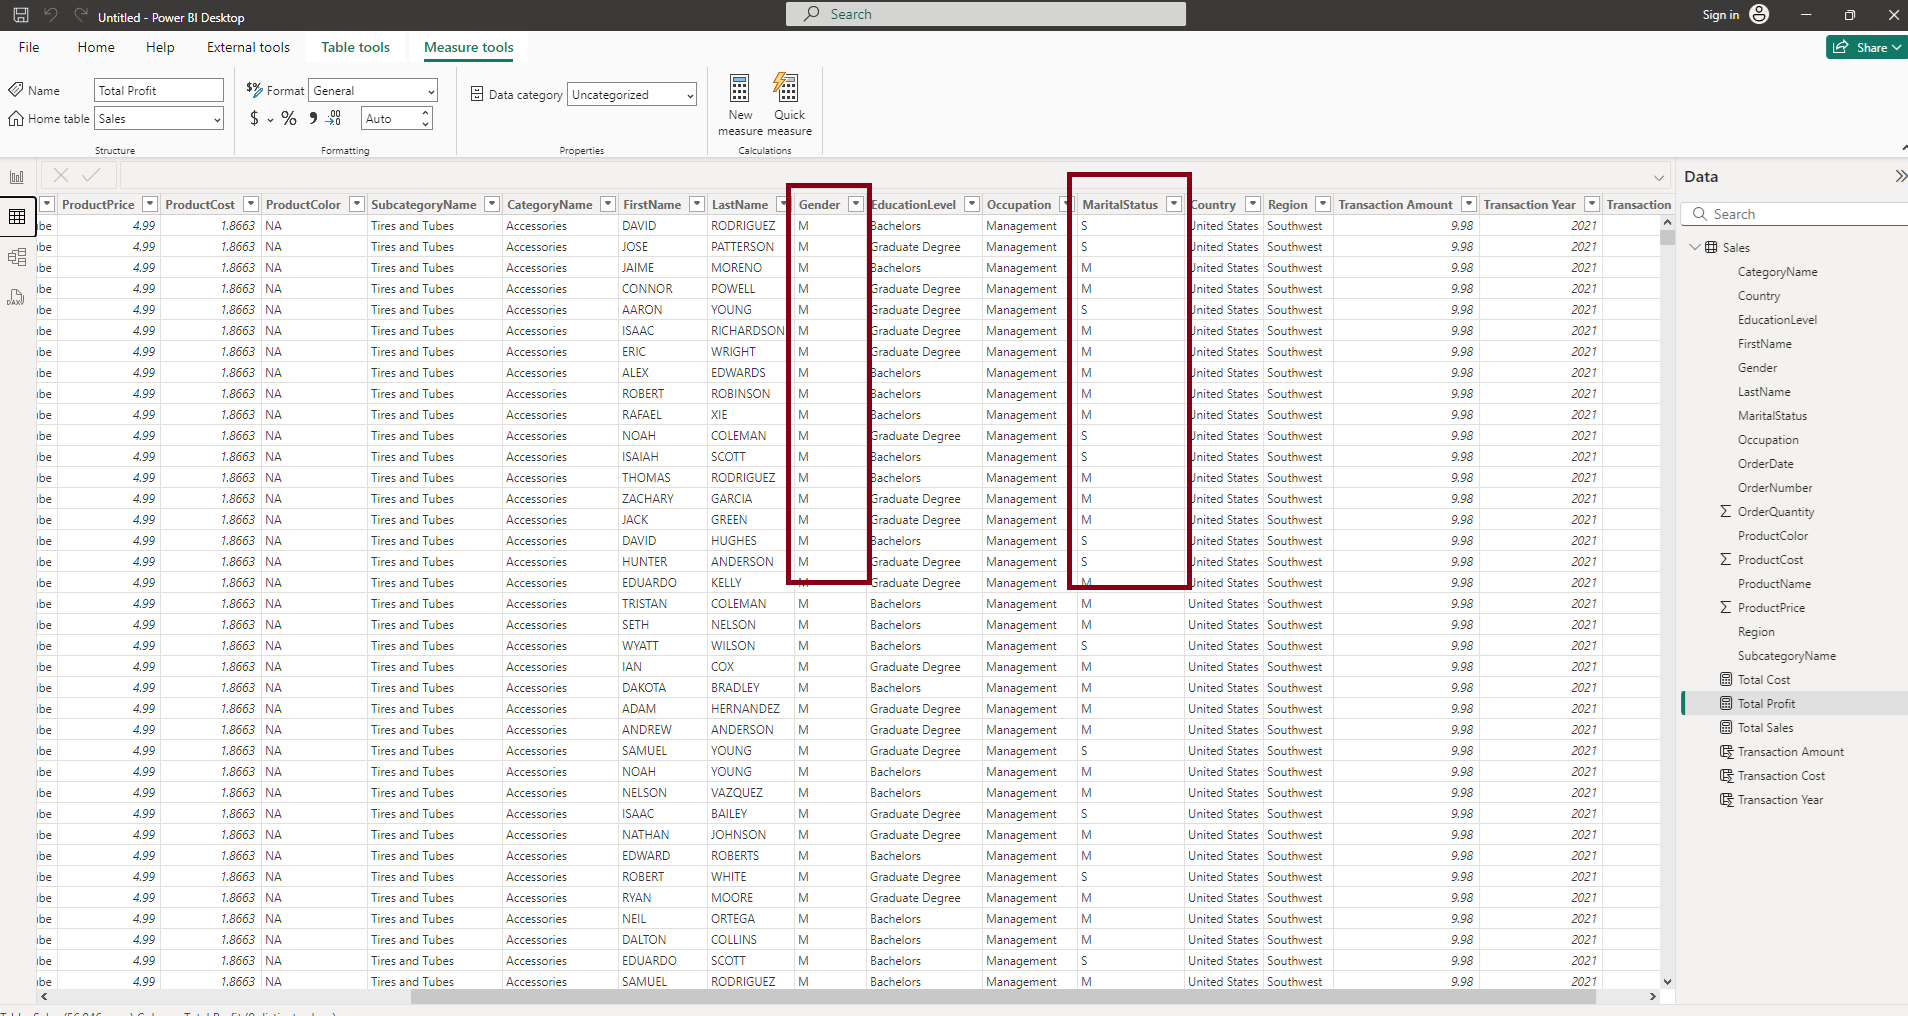 Untitled - Power BI Desktop
Search
Sign in
File Home Help External tools Table tools Measure tools
Share
Name Total Profit
Home table Sales
Structure
$% Format General
$ % 9 .00 Auto
Formatting
Data category Uncategorized
Properties
New measure
Quick measure
Calculations
ProductPrice ProductCost ProductColor SubcategoryName CategoryName FirstName LastName Gender EducationLevel Occupation MaritalStatus Country Region Transaction Amount Transaction Year Transaction
ube 4.99 1.8663 NA Tires and Tubes Accessories DAVID RODRIGUEZ M Bachelors Management S United States Southwest 9.98 2021
ube 4.99 1.8663 NA Tires and Tubes Accessories JOSE PATTERSON M Graduate Degree Management S United States Southwest 9.98 2021
ube 4.99 1.8663 NA Tires and Tubes Accessories JAIME MORENO M Bachelors Management M United States Southwest 9.98 2021
ube 4.99 1.8663 NA Tires and Tubes Accessories CONNOR POWELL M Graduate Degree Management M United States Southwest 9.98 2021
ube 4.99 1.8663 NA Tires and Tubes Accessories AARON YOUNG M Graduate Degree Management S United States Southwest 9.98 2021
ube 4.99 1.8663 NA Tires and Tubes Accessories ISAAC RICHARDSON M Graduate Degree Management M United States Southwest 9.98 2021
ube 4.99 1.8663 NA Tires and Tubes Accessories ERIC WRIGHT M Graduate Degree Management M United States Southwest 9.98 2021
ube 4.99 1.8663 NA Tires and Tubes Accessories ALEX EDWARDS M Bachelors Management M United States Southwest 9.98 2021
ube 4.99 1.8663 NA Tires and Tubes Accessories ROBERT ROBINSON M Bachelors Management M United States Southwest 9.98 2021
ube 4.99 1.8663 NA Tires and Tubes Accessories RAFAEL XIE M Bachelors Management M United States Southwest 9.98 2021
ube 4.99 1.8663 NA Tires and Tubes Accessories NOAH COLEMAN M Graduate Degree Management S United States Southwest 9.98 2021
ube 4.99 1.8663 NA Tires and Tubes Accessories ISAIAH SCOTT M Bachelors Management S United States Southwest 9.98 2021
ube 4.99 1.8663 NA Tires and Tubes Accessories THOMAS RODRIGUEZ M Bachelors Management M United States Southwest 9.98 2021
ube 4.99 1.8663 NA Tires and Tubes Accessories ZACHARY GARCIA M Graduate Degree Management M United States Southwest 9.98 2021
ube 4.99 1.8663 NA Tires and Tubes Accessories JACK GREEN M Graduate Degree Management M United States Southwest 9.98 2021
ube 4.99 1.8663 NA Tires and Tubes Accessories DAVID HUGHES M Bachelors Management S United States Southwest 9.98 2021
ube 4.99 1.8663 NA Tires and Tubes Accessories HUNTER ANDERSON M Graduate Degree Management S United States Southwest 9.98 2021
ube 4.99 1.8663 NA Tires and Tubes Accessories EDUARDO KELLY M Graduate Degree Management M United States Southwest 9.98 2021
ube 4.99 1.8663 NA Tires and Tubes Accessories TRISTAN COLEMAN M Bachelors Management M United States Southwest 9.98 2021
ube 4.99 1.8663 NA Tires and Tubes Accessories SETH NELSON M Bachelors Management M United States Southwest 9.98 2021
ube 4.99 1.8663 NA Tires and Tubes Accessories WYATT WILSON M Bachelors Management S United States Southwest 9.98 2021
ube 4.99 1.8663 NA Tires and Tubes Accessories IAN COX M Graduate Degree Management M United States Southwest 9.98 2021
ube 4.99 1.8663 NA Tires and Tubes Accessories DAKOTA BRADLEY M Bachelors Management M United States Southwest 9.98 2021
ube 4.99 1.8663 NA Tires and Tubes Accessories ADAM HERNANDEZ M Graduate Degree Management M United States Southwest 9.98 2021
ube 4.99 1.8663 NA Tires and Tubes Accessories ANDREW ANDERSON M Graduate Degree Management M United States Southwest 9.98 2021
ube 4.99 1.8663 NA Tires and Tubes Accessories SAMUEL YOUNG M Graduate Degree Management S United States Southwest 9.98 2021
ube 4.99 1.8663 NA Tires and Tubes Accessories NOAH YOUNG M Bachelors Management M United States Southwest 9.98 2021
ube 4.99 1.8663 NA Tires and Tubes Accessories NELSON VAZQUEZ M Bachelors Management M United States Southwest 9.98 2021
ube 4.99 1.8663 NA Tires and Tubes Accessories ISAAC BAILEY M Graduate Degree Management S United States Southwest 9.98 2021
ube 4.99 1.8663 NA Tires and Tubes Accessories NATHAN JOHNSON M Graduate Degree Management M United States Southwest 9.98 2021
ube 4.99 1.8663 NA Tires and Tubes Accessories EDWARD ROBERTS M Bachelors Management M United States Southwest 9.98 2021
ube 4.99 1.8663 NA Tires and Tubes Accessories ROBERT WHITE M Graduate Degree Management S United States Southwest 9.98 2021
ube 4.99 1.8663 NA Tires and Tubes Accessories RYAN MOORE M Graduate Degree Management M United States Southwest 9.98 2021
ube 4.99 1.8663 NA Tires and Tubes Accessories NEIL ORTEGA M Bachelors Management M United States Southwest 9.98 2021
ube 4.99 1.8663 NA Tires and Tubes Accessories DALTON COLLINS M Bachelors Management M United States Southwest 9.98 2021
ube 4.99 1.8663 NA Tires and Tubes Accessories EDUARDO SCOTT M Bachelors Management S United States Southwest 9.98 2021
ube 4.99 1.8663 NA Tires and Tubes Accessories SAMUEL RODRIGUEZ M Bachelors Management M United States Southwest 9.98 2021
Data
Search
Sales
CategoryName
Country
EducationLevel
FirstName
Gender
LastName
MaritalStatus
Occupation
OrderDate
OrderNumber
OrderQuantity
ProductColor
ProductCost
ProductName
ProductPrice
Region
SubcategoryName
Total Cost
Total Profit
Total Sales
Transaction Amount
Transaction Cost
Transaction Year